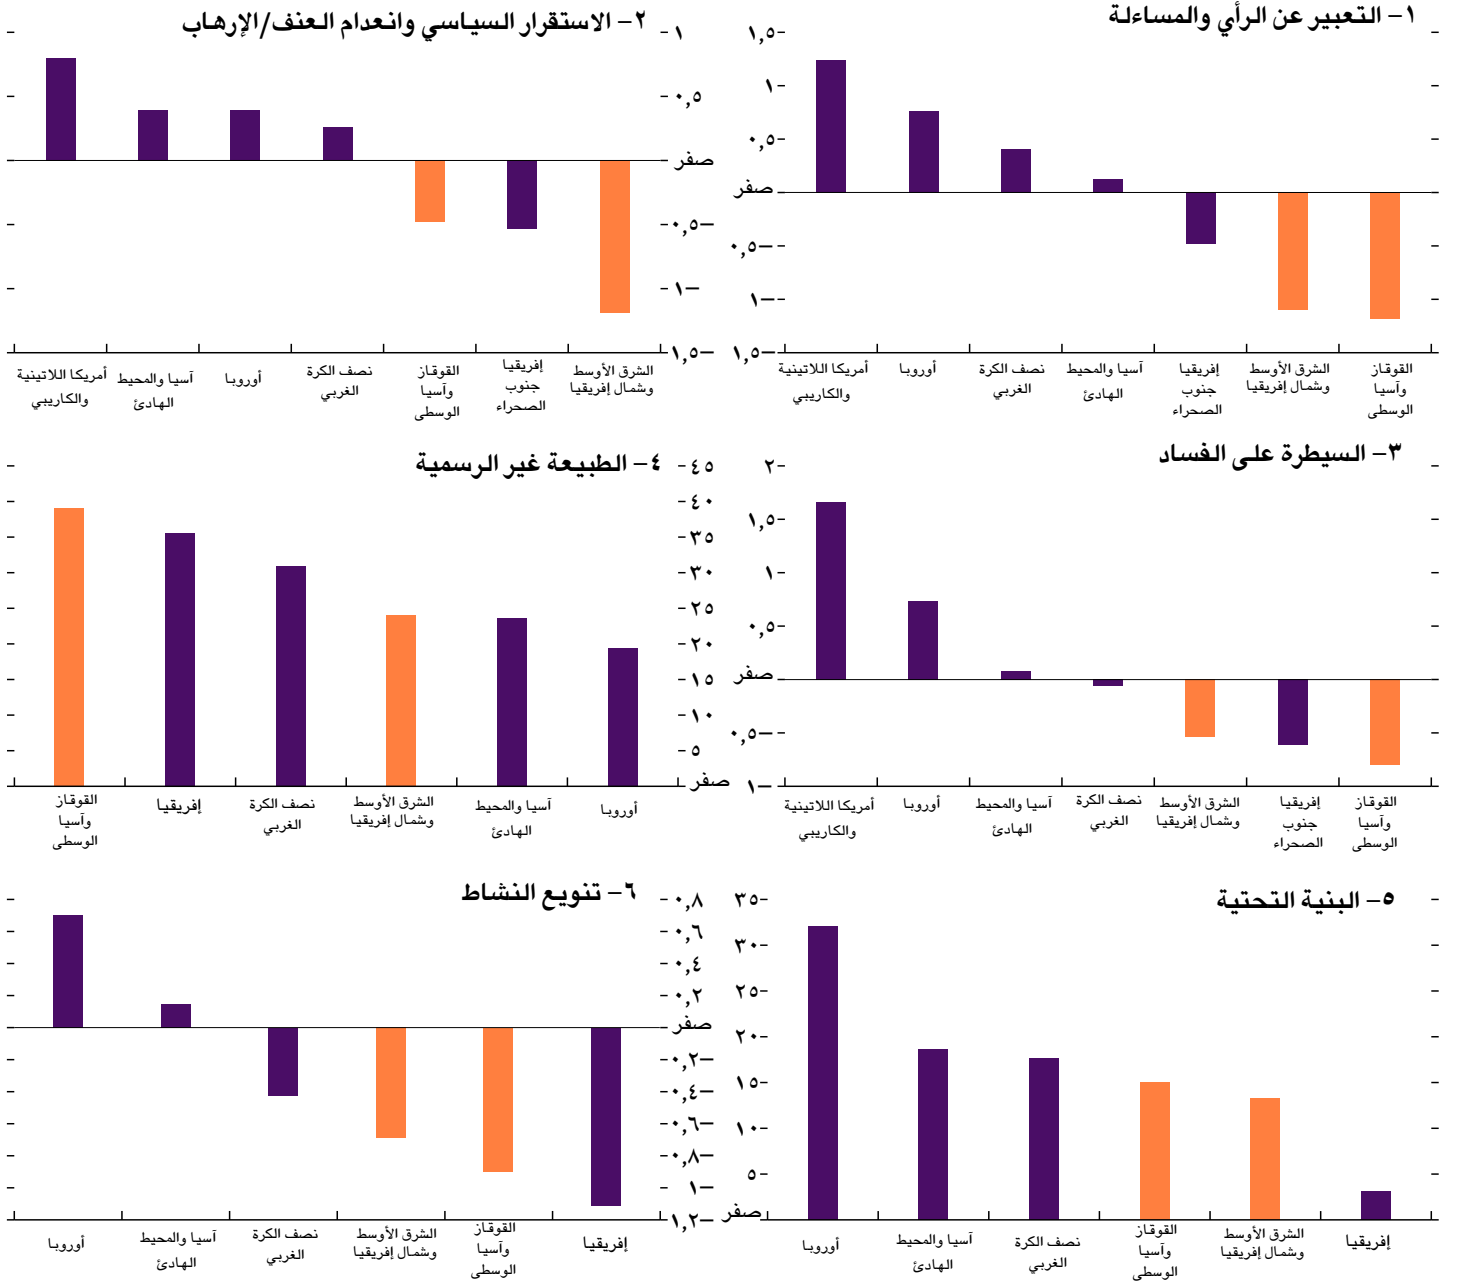 ١– التعبير عن الرأي والمساءلة
١,٥
١
٠,٥
صفر
٠,٥–
١–
١,٥–
أمريكا اللاتينية
والكاريبي
أوروبا
نصف الكرة
الغربي
آسيا والمحيط
الهادئ
إفريقيا
جنوب
الصحراء
الشرق الأوسط
وشمال إفريقيا
القوقاز
وآسيا
الوسطى
٢– الاستقرار السياسي وانعدام العنف/الإرهاب
١
٠,٥
صفر
٠,٥–
١–
١,٥–
أمريكا اللاتينية
والكاريبي
آسيا والمحيط
الهادئ
أوروبا
نصف الكرة
الغربي
القوقاز
وآسيا
الوسطى
إفريقيا
جنوب
الصحراء
الشرق الأوسط
وشمال إفريقيا
٣– السيطرة على الفساد
٢
١,٥
١
٠,٥
صفر
٠,٥–
١–
أمريكا اللاتينية
والكاريبي
أوروبا
آسيا والمحيط
الهادئ
نصف الكرة
الغربي
الشرق الأوسط
وشمال إفريقيا
إفريقيا
جنوب
الصحراء
القوقاز
وآسيا
الوسطى
٤– الطبيعة غير الرسمية
٤٥
٤٠
٣٥
٣٠
٢٥
٢٠
١٥
١٠
٥
صفر
القوقاز
وآسيا
الوسطى
إفريقيا
نصف الكرة
الغربي
الشرق الأوسط
وشمال إفريقيا
آسيا والمحيط
الهادئ
أوروبا
٥– البنية التحتية
٣٥
٣٠
٢٥
٢٠
١٥
١٠
٥
صفر
أوروبا
آسيا والمحيط
الهادئ
نصف الكرة
الغربي
القوقاز
وآسيا
الوسطى
الشرق الأوسط
وشمال إفريقيا
إفريقيا
٦– تنويع النشاط
٠,٨
٠,٦
٠,٤
٠,٢
صفر
٠,٢–
٠,٤–
٠,٦–
٠,٨–
١–
١,٢–
أوروبا
آسيا والمحيط
الهادئ
نصف الكرة
الغربي
الشرق الأوسط
وشمال إفريقيا
القوقاز
وآسيا
الوسطى
إفريقيا